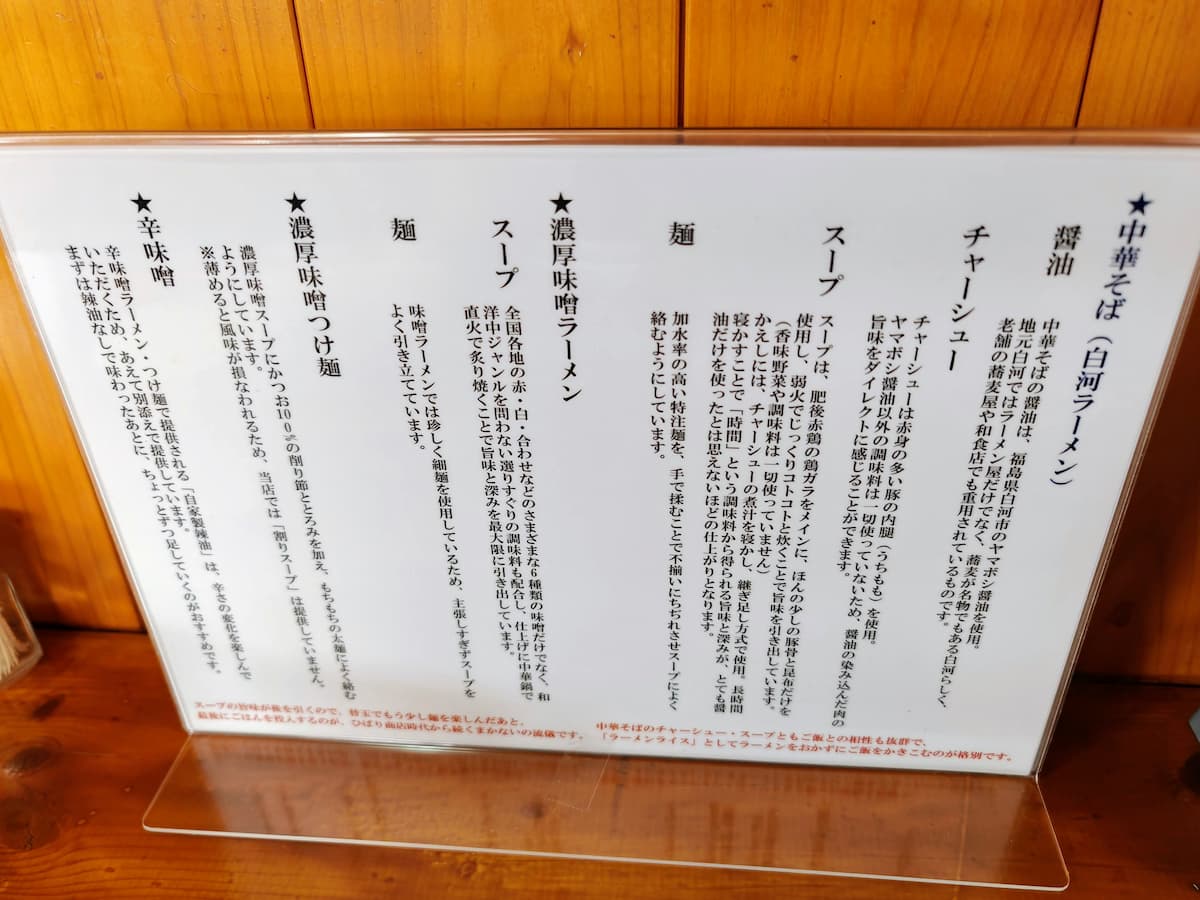 ★中華そば（白河ラーメン）
醤油
中華そばの醤油は、福島県白河市のヤマボシ醤油を使用。
地元白河ではラーメン屋だけでなく、蕎麦が名物でもある白河らしく、
老舗の蕎麦屋や和食店でも重用されているものです。
チャーシュー
チャーシューは赤身の多い豚の内腿（うちもも）を使用。
ヤマボシ醤油以外の調味料は一切使っていないため、醤油の染み込んだ肉の
旨味をダイレクトに感じることができます。
スープ
スープは、肥後赤鶏の鶏ガラをメインに、ほんの少しの豚骨と昆布だけを
使用し、弱火でじっくりコトコトと炊くことで旨味を引き出しています。
（香味野菜や調味料は一切使っていません）
かえしには、チャーシューの煮汁を寝かし、継ぎ足し方式で使用。長時間
寝かすことで「時間」という調味料から得られる旨味と深みが、とても醤
油だけを使ったとは思えないほどの仕上がりとなります。
麺
加水率の高い特注麺を、手で揉むことで不揃いにちぢれさせスープによく
絡むようにしています。
★濃厚味噌ラーメン
スープ
全国各地の赤・白・合わせなどのさまざまな6種類の味噌だけでなく、和
洋中ジャンルを問わない選りすぐりの調味料も配合し、仕上げに中華鍋で
直火で炙り焼くことで旨味と深みを最大限に引き出しています。
麺
味噌ラーメンでは珍しく細麺を使用しているため、主張しすぎずスープを
よく引き立てています。
★濃厚味噌つけ麺
濃厚味噌スープにかつお100％の削り節ととろみを加え、もちもちの太麺によく絡む
ようにしています。
※薄めると風味が損なわれるため、当店では「割りスープ」は提供していません。
★辛味噌
辛味噌ラーメン・つけ麺で提供される「自家製辣油」は、辛さの変化を楽しんで
いただくため、あえて別添えで提供しています。
まずは辣油なしで味わったあとに、ちょっとずつ足していくのがおすすめです。
中華そばのチャーシュー・スープともご飯との相性も抜群で、
「ラーメンライス」としてラーメンをおかずにご飯をかきこむのが格別です。
スープの旨味が後を引くので、替玉でもう少し麺を楽しんだあと、
最後にごはんを投入するのが、ひばり商店時代から続くまかないの流儀です。